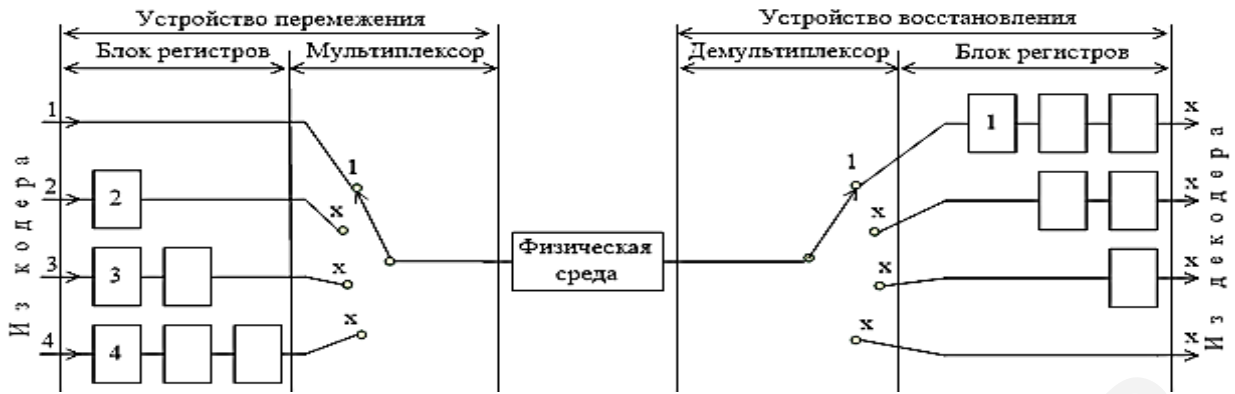 Устройство перемежения
Устройство восстановления
Блок регистров
Мультиплексор
Демультиплексор
Блок регистров
Из кодера
1
2
3
4
2
3
4
1
х
х
х
Физическая
среда
1
х
х
х
1
х
х
х
х
Из декодера